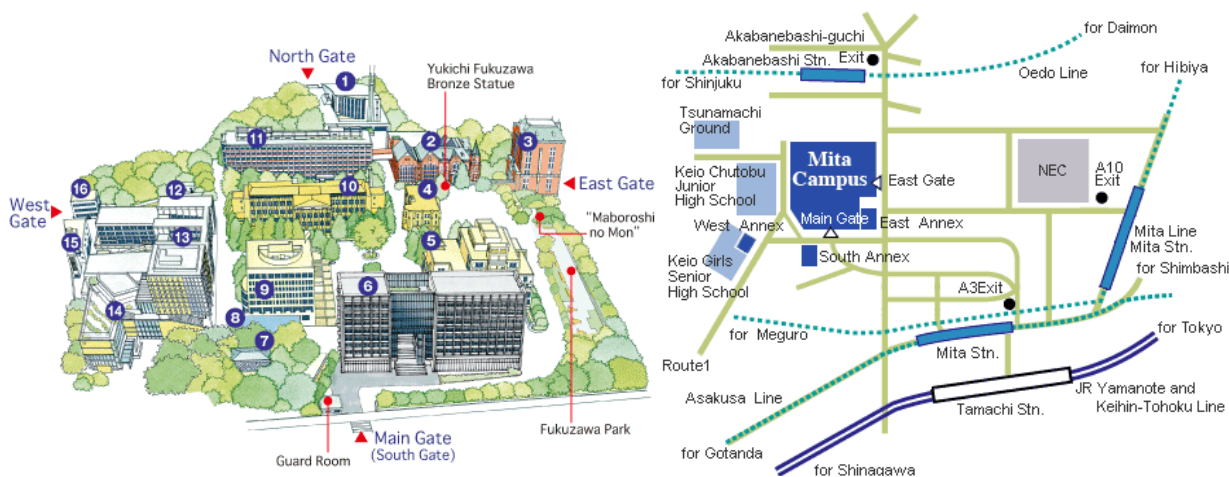 North Gate
Yukichi Fukuzawa
Bronze Statue
1
11
2
3
East Gate
16
12
10
4
West
Gate
"Maboroshi
no Mon"
15
13
5
9
6
14
8
7
Main Gate
(South Gate)
Guard Room
Fukuzawa Park
Akabanebashi-guchi
for Daimon
Akabanebashi Stn.
Exit
for Hibiya
for Shinjuku
Oedo Line
Tsunamachi
Ground
Mita
Campus
NEC
A10
Exit
Keio Chutobu
Junior
High School
East Gate
Main Gate
West Annex
East Annex
Mita Line
Mita Stn.
Keio Girls
Senior
High School
South Annex
for Shimbashi
A3Exit
for Meguro
for Tokyo
Mita Stn.
Route1
Asakusa Line
Tamachi Stn.
JR Yamanote and
Keihin-Tohoku Line
for Gotanda
for Shinagawa